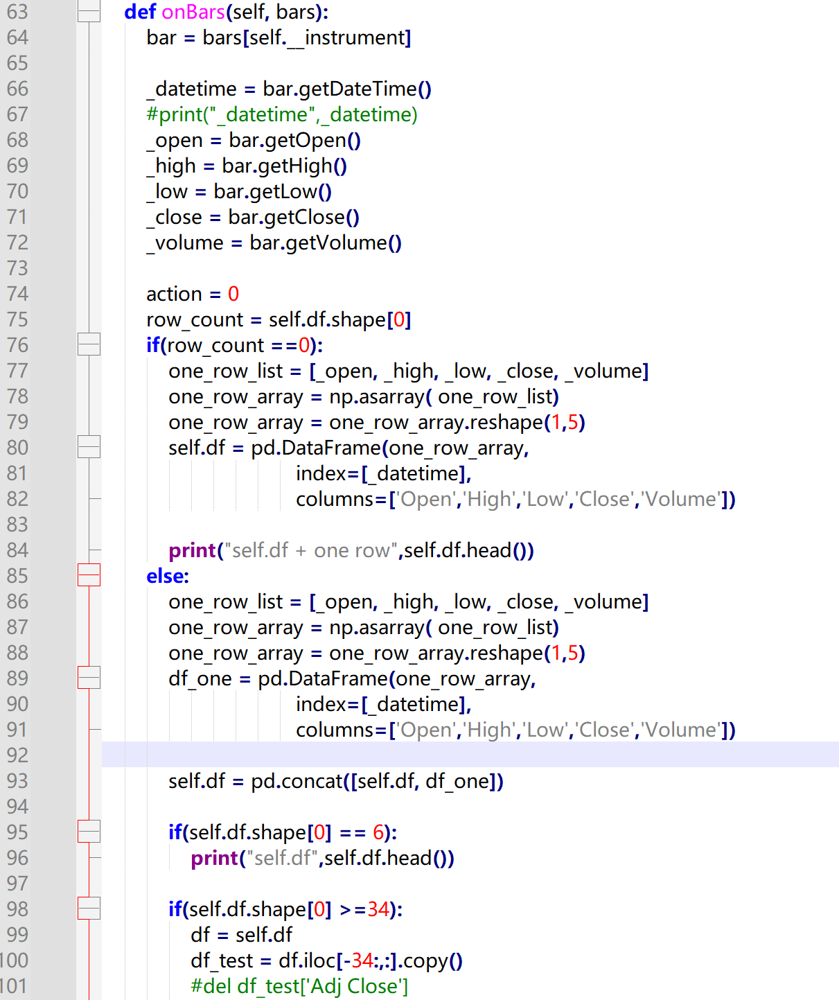 63 def onBars(self, bars):
64 bar = bars[self.__instrument]
65
66 _datetime = bar.getDateTime()
67 #print("_datetime",_datetime)
68 _open = bar.getOpen()
69 _high = bar.getHigh()
70 _low = bar.getLow()
71 _close = bar.getClose()
72 _volume = bar.getVolume()
73
74 action = 0
75 row_count = self.df.shape[0]
76 if(row_count ==0):
77 one_row_list = [_open, _high, _low, _close, _volume]
78 one_row_array = np.asarray( one_row_list)
79 one_row_array = one_row_array.reshape(1,5)
80 self.df = pd.DataFrame(one_row_array,
81 index=[_datetime],
82 columns=['Open','High','Low','Close','Volume'])
83
84 print("self.df + one row",self.df.head())
85 else:
86 one_row_list = [_open, _high, _low, _close, _volume]
87 one_row_array = np.asarray( one_row_list)
88 one_row_array = one_row_array.reshape(1,5)
89 df_one = pd.DataFrame(one_row_array,
90 index=[_datetime],
91 columns=['Open','High','Low','Close','Volume'])
92
93 self.df = pd.concat([self.df, df_one])
94
95 if(self.df.shape[0] == 6):
96 print("self.df",self.df.head())
97
98 if(self.df.shape[0] >=34):
99 df = self.df
100 df_test = df.iloc[-34:,:].copy()
101 #del df_test['Adj Close']